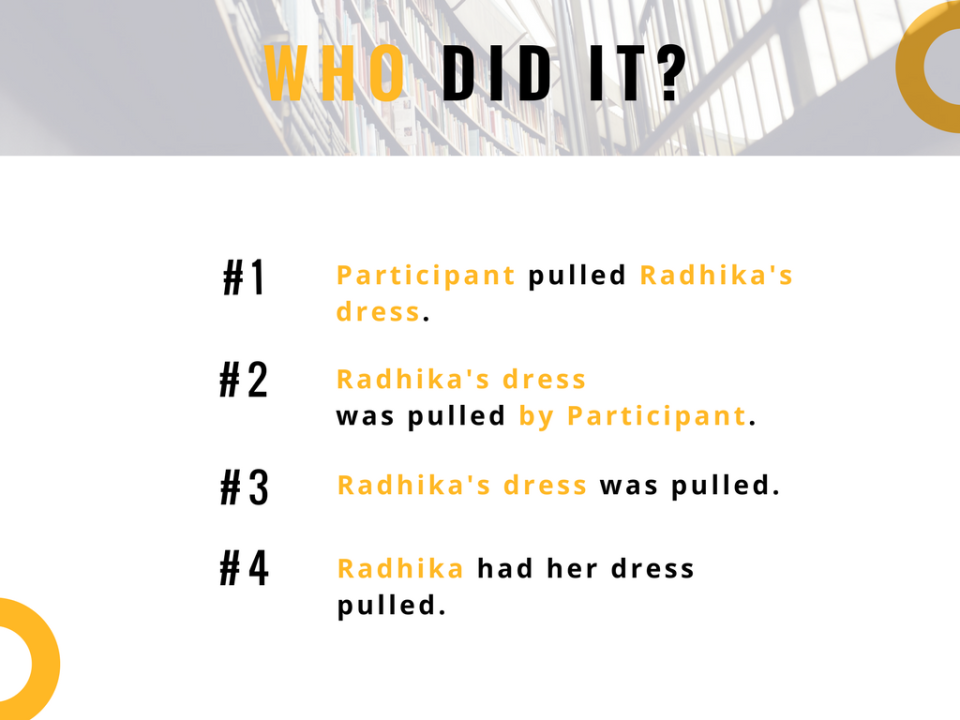 WHO DID IT?
#1 Participant pulled Radhika's
dress.
#2 Radhika's dress
was pulled by Participant.
#3 Radhika's dress was pulled.
#4 Radhika had her dress
pulled.